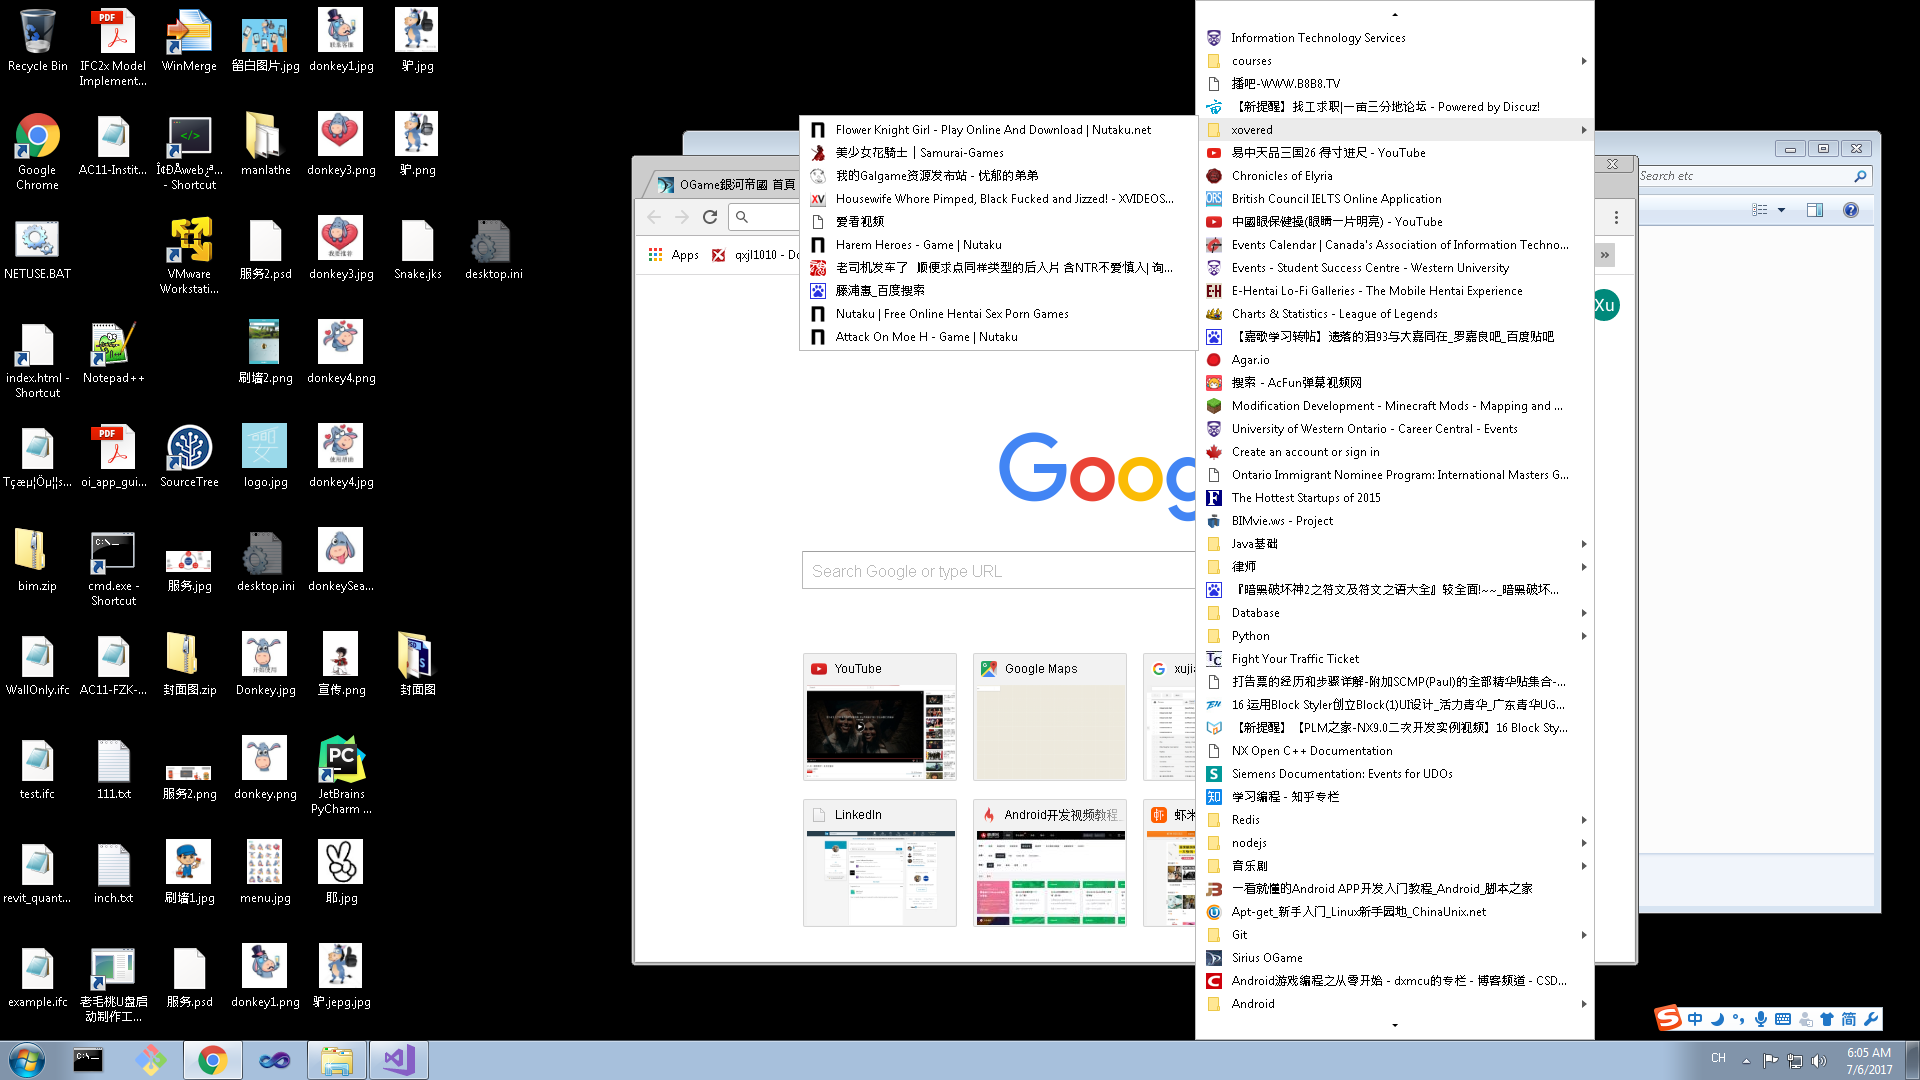 Recycle Bin
IFC2x Model Implement...
WinMerge
留白图片.jpg
donkey1.jpg
驴.jpg
Google Chrome
AC11-Instit...
Î¢ÐÅweb¿ª... - Shortcut
manlathe
donkey3.png
驴.png
NETUSE.BAT
VMware Workstati...
服务2.psd
donkey3.jpg
Snake.jks
desktop.ini
index.html - Shortcut
Notepad++
刷墙2.png
donkey4.png
oi_app_gui...
SourceTree
logo.jpg
donkey4.jpg
bim.zip
cmd.exe - Shortcut
服务.jpg
desktop.ini
donkeySea...
WallOnly.ifc
AC11-FZK-...
封面图.zip
Donkey.jpg
宣传.png
封面图
test.ifc
111.txt
服务2.png
donkey.png
JetBrains PyCharm ...
revit_quant...
inch.txt
刷墙1.jpg
menu.jpg
耶.jpg
example.ifc
老毛桃U盘启动制作工...
服务.psd
donkey1.png
驴.jepg.jpg
OGame銀河帝國 首頁
Apps
qxjl1010 - Do
Google
Search Google or type URL
YouTube
Google Maps
xujia
LinkedIn
Android开发视频教程_
虾米
Xu
Search etc
Flower Knight Girl - Play Online And Download | Nutaku.net
美少女花騎士 | Samurai-Games
我的Galgame资源发布站 - 忧郁的弟弟
Housewife Whore Pimped, Black Fucked and Jizzed! - XVIDEOS...
爱看视频
Harem Heroes - Game | Nutaku
老司机发车了 顺便求点同样类型的后入片 含NTR不爱慎入| 询...
藤浦惠_百度搜索
Nutaku | Free Online Hentai Sex Porn Games
Attack On Moe H - Game | Nutaku
Information Technology Services
courses
播吧-WWW.B8B8.TV
【新提醒】找工求职|一亩三分地论坛 - Powered by Discuz!
xovered
易中天品三国26 得寸进尺 - YouTube
Chronicles of Elyria
British Council IELTS Online Application
中國眼保健操(眼睛一片明亮) - YouTube
Events Calendar | Canada's Association of Information Techno...
Events - Student Success Centre - Western University
E-Hentai Lo-Fi Galleries - The Mobile Hentai Experience
Charts & Statistics - League of Legends
【嘉歌学习转帖】遗落的泪93与大嘉同在_罗嘉良吧_百度贴吧
Agar.io
搜索 - AcFun弹幕视频网
Modification Development - Minecraft Mods - Mapping and ...
University of Western Ontario - Career Central - Events
Create an account or sign in
Ontario Immigrant Nominee Program: International Masters G...
The Hottest Startups of 2015
BIMvie.ws - Project
Java基础
律师
『暗黑破坏神2之符文及符文之语大全』较全面!~~_暗黑破坏...
Database
Python
Fight Your Traffic Ticket
打告票的经历和步骤详解-附加SCMP(Paul)的全部精华贴集合-...
16 运用Block Styler创立Block(1)UI设计_活力青华_广东青华UG...
【新提醒】【PLM之家-NX9.0二次开发实例视频】16 Block Sty...
NX Open C++ Documentation
Siemens Documentation: Events for UDOs
学习编程 - 知乎专栏
Redis
nodejs
音乐剧
一看就懂的Android APP开发入门教程_Android_脚本之家
Apt-get_新手入门_Linux新手园地_ChinaUnix.net
Git
Sirius OGame
Android游戏编程之从零开始 - dxmcu的专栏 - 博客频道 - CSD...
Android
中
简
CH
6:05 AM
7/6/2017